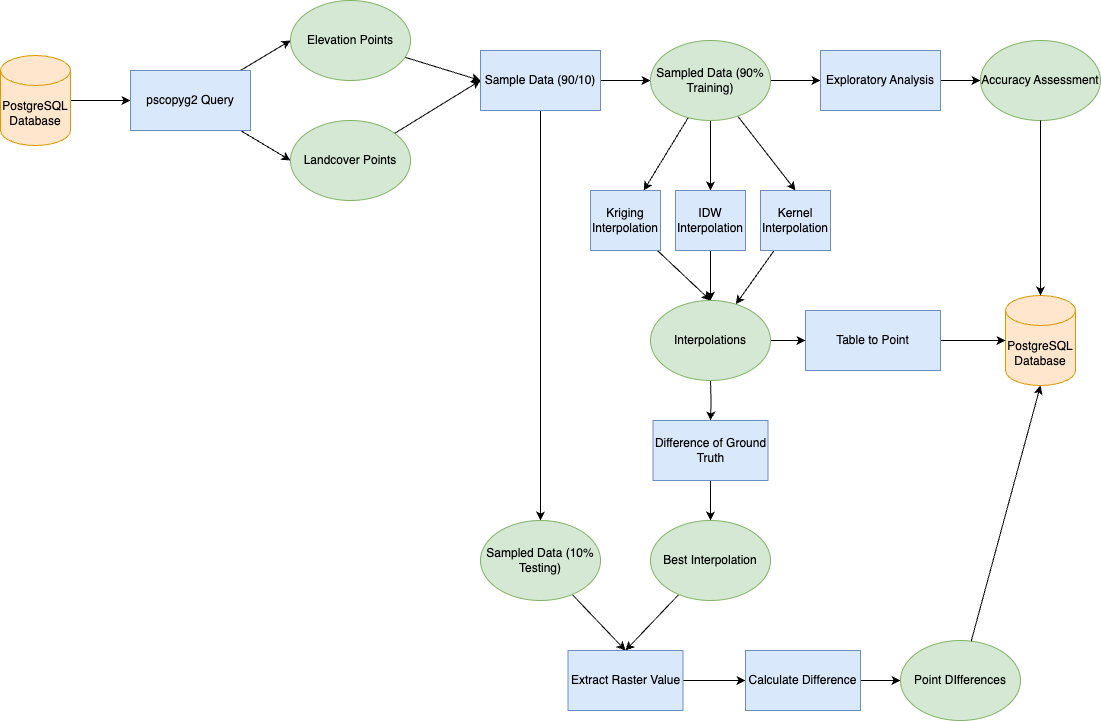 PostgreSQL
Database
pscopyg2 Query
Elevation Points
Landcover Points
Sample Data (90/10)
Sampled Data (90%
Training)
Exploratory Analysis
Accuracy Assessment
Kriging
Interpolation
IDW
Interpolation
Kernel
Interpolation
Interpolations
Table to Point
PostgreSQL
Database
Difference of Ground
Truth
Sampled Data (10%
Testing)
Best Interpolation
Extract Raster Value
Calculate Difference
Point DIfferences